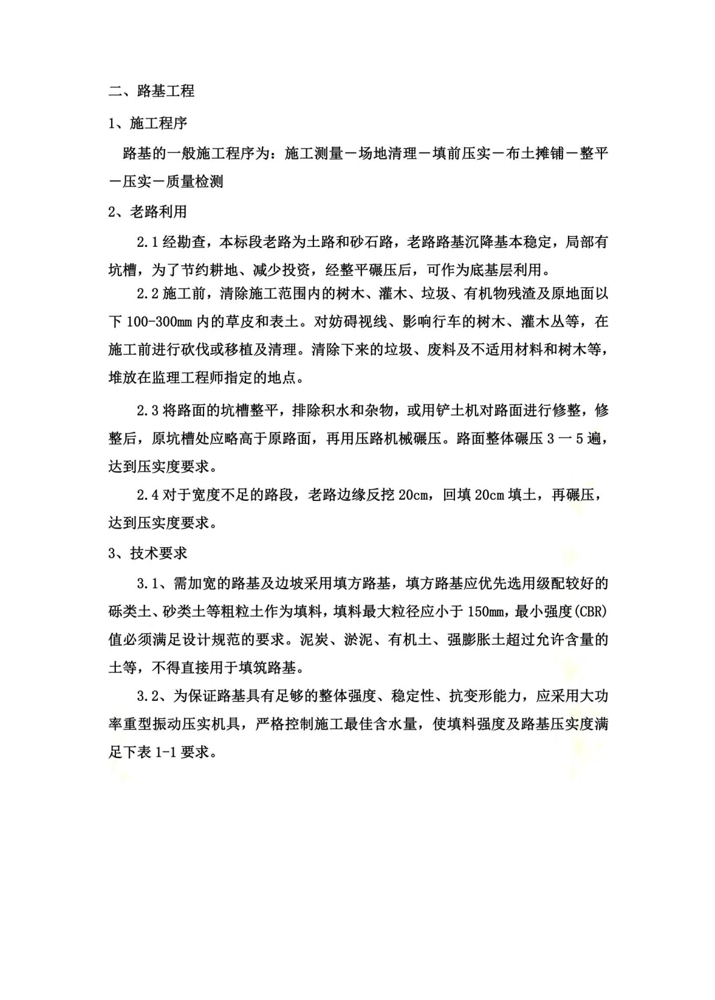 二、路基工程
1、施工程序
路基的一般施工程序为：施工测量－场地清理－填前压实－布土摊铺－整平
－压实－质量检测
2、老路利用
2.1 经勘查，本标段老路为土路和砂石路，老路路基沉降基本稳定，局部有
坑槽，为了节约耕地、减少投资，经整平碾压后，可作为底基层利用。
2.2 施工前，清除施工范围内的树木、灌木、垃圾、有机物残渣及原地面以
下 100-300mm 内的草皮和表土。对妨碍视线、影响行车的树木、灌木丛等，在
施工前进行砍伐或移植及清理。清除下来的垃圾、废料及不适用材料和树木等，
堆放在监理工程师指定的地点。
2.3 将路面的坑槽整平，排除积水和杂物，或用铲土机对路面进行修整，修
整后，原坑槽处应略高于原路面，再用压路机械碾压。路面整体碾压 3 一 5 遍，
达到压实度要求。
2.4 对于宽度不足的路段，老路边缘反挖 20cm，回填 20cm 填土，再碾压，
达到压实度要求。
3、技术要求
3.1、需加宽的路基及边坡采用填方路基，填方路基应优先选用级配较好的
砾类土、砂类土等粗粒土作为填料，填料最大粒径应小于 150mm，最小强度(CBR)
值必须满足设计规范的要求。泥炭、淤泥、有机土、强膨胀土超过允许含量的
土等，不得直接用于填筑路基。
3.2、为保证路基具有足够的整体强度、稳定性、抗变形能力，应采用大功
率重型振动压实机具，严格控制施工最佳含水量，使填料强度及路基压实度满
足下表 1-1 要求。